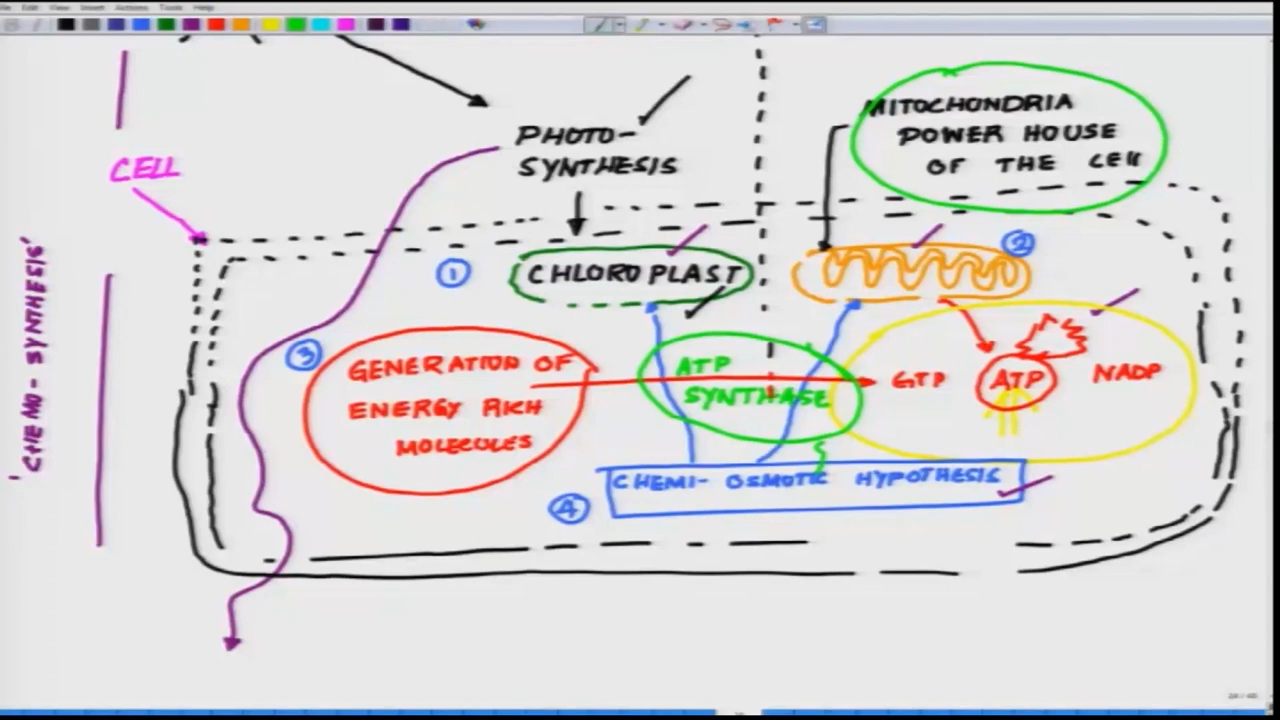 PHOTO-
SYNTHESIS
MITOCHONDRIA
POWER HOUSE
OF THE CELL
CELL
'CHEMO-SYNTHESIS'
1
CHLOROPLAST
2
3
GENERATION OF
ENERGY RICH
MOLECULES
ATP
SYNTHASE
GTP
ATP
NADP
4
CHEMI-OSMOTIC HYPOTHESIS